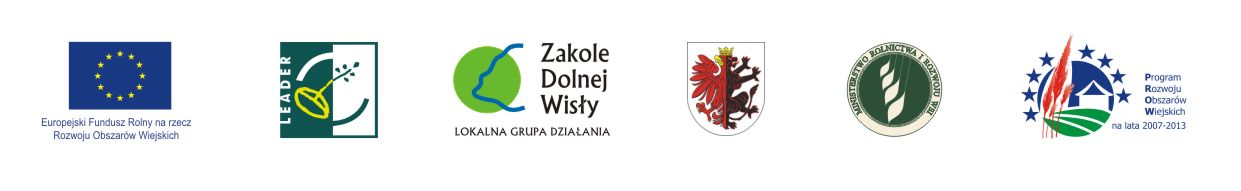 Europejski Fundusz Rolny na rzecz
Rozwoju Obszarów Wiejskich
LEADER
Zakole
Dolnej
Wisły
LOKALNA GRUPA DZIAŁANIA
MINISTERSTWO ROLNICTWA I ROZWOJU WSI
Program
Rozwoju
Obszarów
Wiejskich
na lata 2007-2013